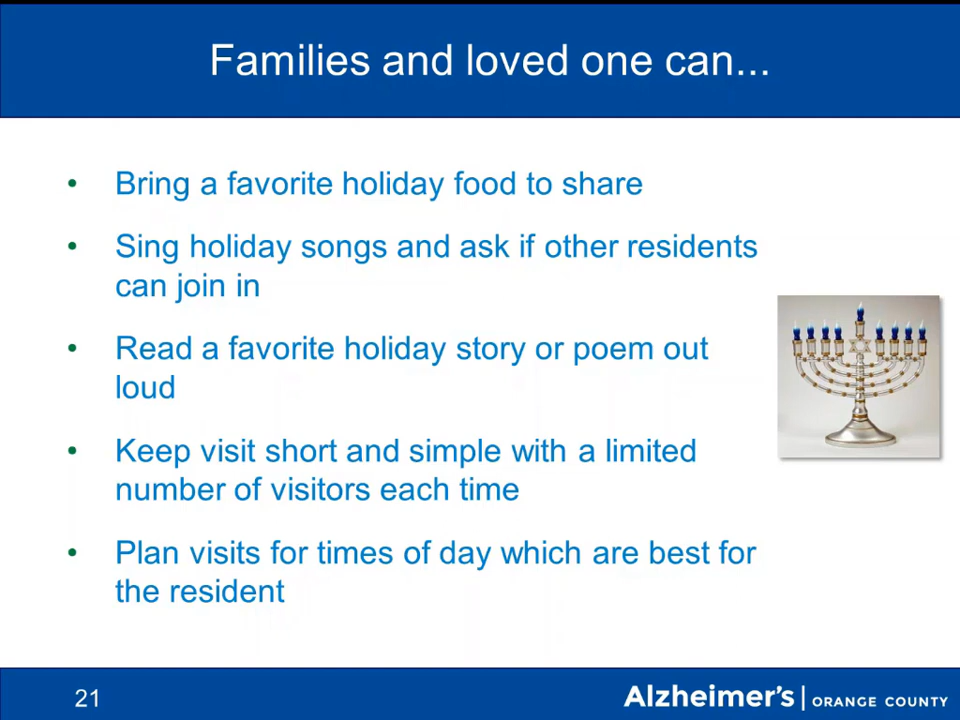 Families and loved one can...
• Bring a favorite holiday food to share
• Sing holiday songs and ask if other residents
can join in
• Read a favorite holiday story or poem out
loud
• Keep visit short and simple with a limited
number of visitors each time
• Plan visits for times of day which are best for
the resident
21
Alzheimer's | ORANGE COUNTY